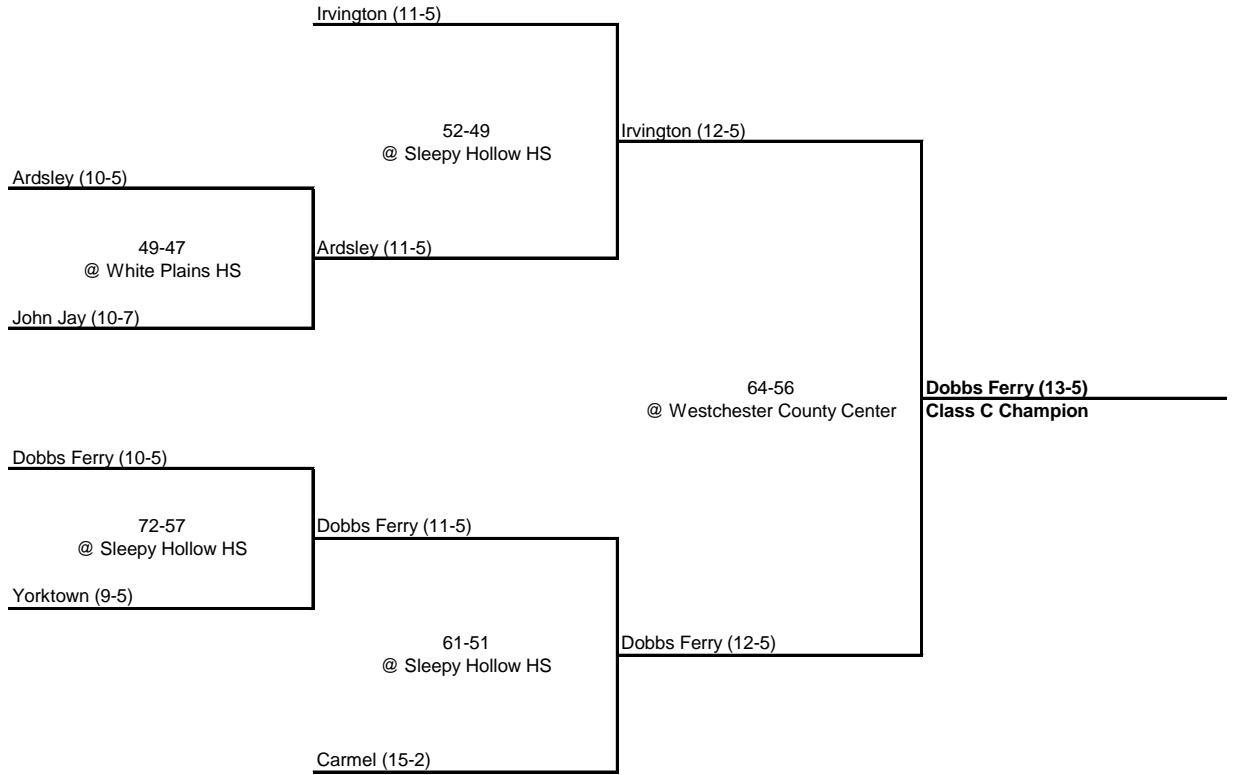 Irvington (11-5)
52-49
@ Sleepy Hollow HS
Irvington (12-5)
Ardsley (10-5)
49-47
@ White Plains HS
Ardsley (11-5)
John Jay (10-7)
64-56
@ Westchester County Center
Dobbs Ferry (13-5)
Class C Champion
Dobbs Ferry (10-5)
72-57
@ Sleepy Hollow HS
Dobbs Ferry (11-5)
Yorktown (9-5)
61-51
@ Sleepy Hollow HS
Dobbs Ferry (12-5)
Carmel (15-2)